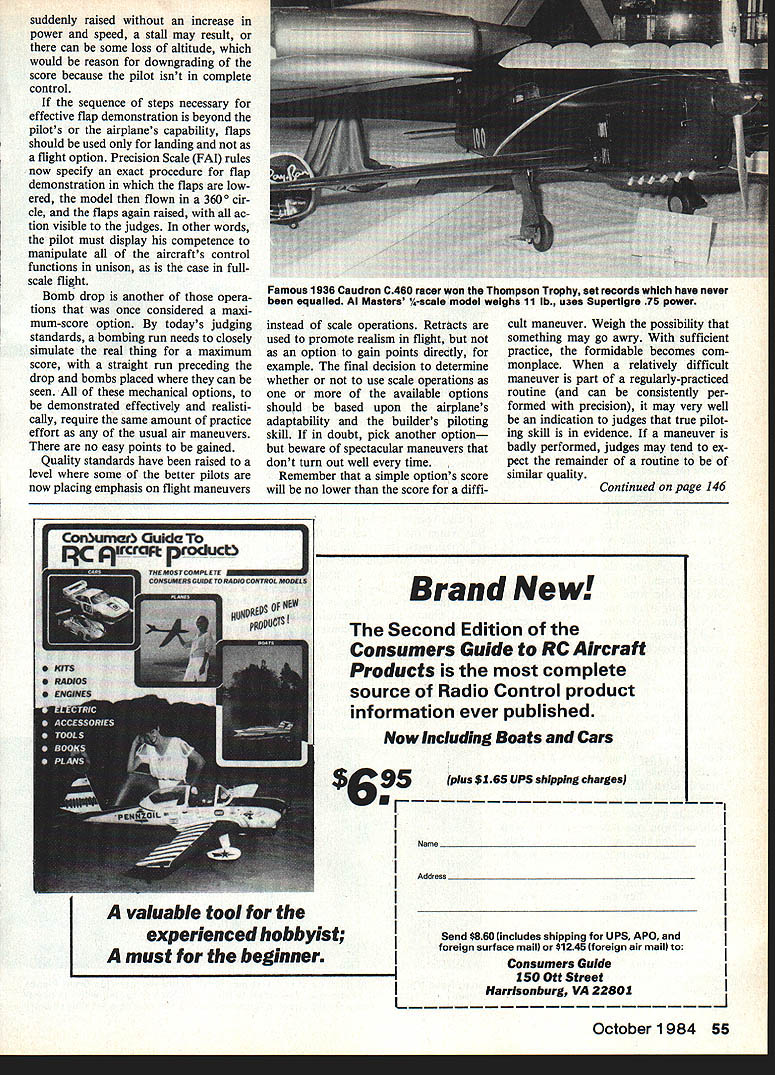 suddenly raised without an increase in
power and speed, a stall may result, or
there can be some loss of altitude, which
would be reason for downgrading of the
score because the pilot isn't in complete
control.
If the sequence of steps necessary for
effective flap demonstration is beyond the
pilot's or the airplane's capability, flaps
should be used only for landing and not as
a flight option. Precision Scale (FAI) rules
now specify an exact procedure for flap
demonstration in which the flaps are low-
ered, the model then flown in a 360° cir-
cle, and the flaps again raised, with all ac-
tion visible to the judges. In other words,
the pilot must display his competence to
manipulate all of the aircraft's control
functions in unison, as is the case in full-
scale flight.
Bomb drop is another of those opera-
tions that was once considered a maxi-
mum-score option. By today's judging
standards, a bombing run needs to closely
simulate the real thing for a maximum
score, with a straight run preceding the
drop and bombs placed where they can be
seen. All of these mechanical options, to
be demonstrated effectively and realisti-
cally, require the same amount of practice
effort as any of the usual air maneuvers.
There are no easy points to be gained.
Quality standards have been raised to a
level where some of the better pilots are
now placing emphasis on flight maneuvers
100
Ray-Ban
Famous 1936 Caudron C.460 racer won the Thompson Trophy, set records which have never
been equalled. Al Masters' ¼-scale model weighs 11 lb., uses Supertigre .75 power.
instead of scale operations. Retracts are
used to promote realism in flight, but not
as an option to gain points directly, for
example. The final decision to determine
whether or not to use scale operations as
one or more of the available options
should be based upon the airplane's
adaptability and the builder's piloting
skill. If in doubt, pick another option—
but beware of spectacular maneuvers that
don't turn out well every time.
Remember that a simple option's score
will be no lower than the score for a diffi-
cult maneuver. Weigh the possibility that
something may go awry. With sufficient
practice, the formidable becomes com-
monplace. When a relatively difficult
maneuver is part of a regularly-practiced
routine (and can be consistently per-
formed with precision), it may very well
be an indication to judges that true pilot-
ing skill is in evidence. If a maneuver is
badly performed, judges may tend to ex-
pect the remainder of a routine to be of
similar quality.
Continued on page 146
Consumers Guide To
RC Aircraft Products
THE MOST COMPLETE
CONSUMERS GUIDE TO RADIO CONTROL MODELS
CARS
PLANES
HUNDREDS OF NEW
PRODUCTS!
BOATS
• KITS
• RADIOS
• ENGINES
• ELECTRIC
• ACCESSORIES
• TOOLS
• BOOKS
• PLANS
PENNZOIL
A valuable tool for the
experienced hobbyist;
A must for the beginner.
Brand New!
The Second Edition of the
Consumers Guide to RC Aircraft
Products is the most complete
source of Radio Control product
information ever published.
Now Including Boats and Cars
$6.95 (plus $1.65 UPS shipping charges)
Name
Address
Send $8.60 (includes shipping for UPS, APO, and
foreign surface mail) or $12.45 (foreign air mail) to:
Consumers Guide
150 Ott Street
Harrisonburg, VA 22801
October 1984 55